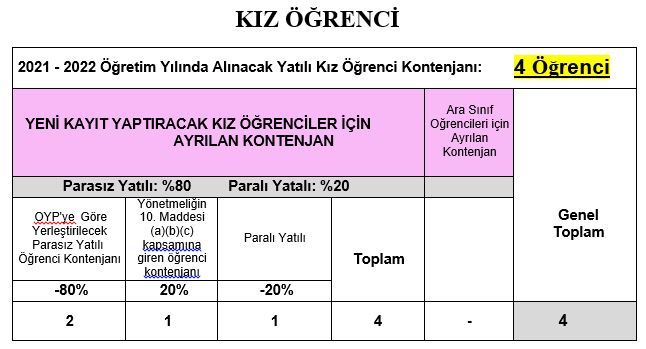 KIZ ÖĞRENCİ
2021 - 2022 Öğretim Yılında Alınacak Yatılı Kız Öğrenci Kontenjanı: 4 Öğrenci
YENİ KAYIT YAPTIRACAK KIZ ÖĞRENCİLER İÇİN
AYRILAN KONTENJAN
Ara Sınıf
Öğrencileri için
Ayrılan
Kontenjan
Genel
Toplam
Parasız Yatılı: %80 Paralı Yatalı: %20
OYP'ye Göre
Yerleştirilecek
Parasız Yatılı
Öğrenci Kontenjanı
Yönetmeliğin
10. Maddesi
(a)(b)(c)
kapsamına
giren öğrenci
kontenjanı
Paralı Yatılı
Toplam
-80% 20% -20%
2 1 1 4 - 4